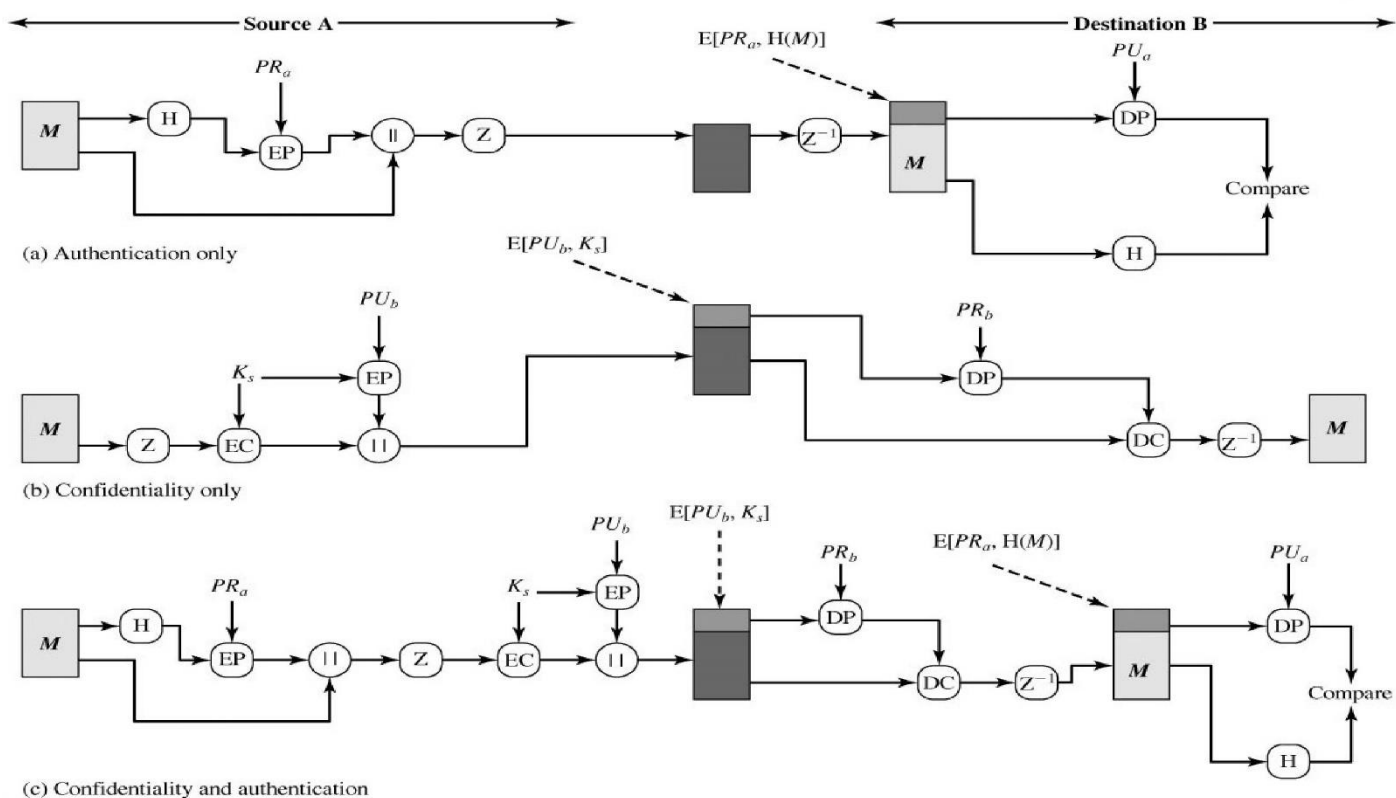 Source A
Destination B
E[PRa, H(M)]
PRa
PUa
M
H
EP
||
Z
Z−1
M
DP
Compare
H
(a) Authentication only
E[PUb, Ks]
PUb
PRb
Ks
EP
DP
M
Z
EC
||
DC
Z−1
M
(b) Confidentiality only
E[PUb, Ks]
PUb
PRb
E[PRa, H(M)]
PUa
PRa
Ks
EP
M
H
EP
||
Z
EC
||
DP
DC
Z−1
M
DP
Compare
H
(c) Confidentiality and authentication